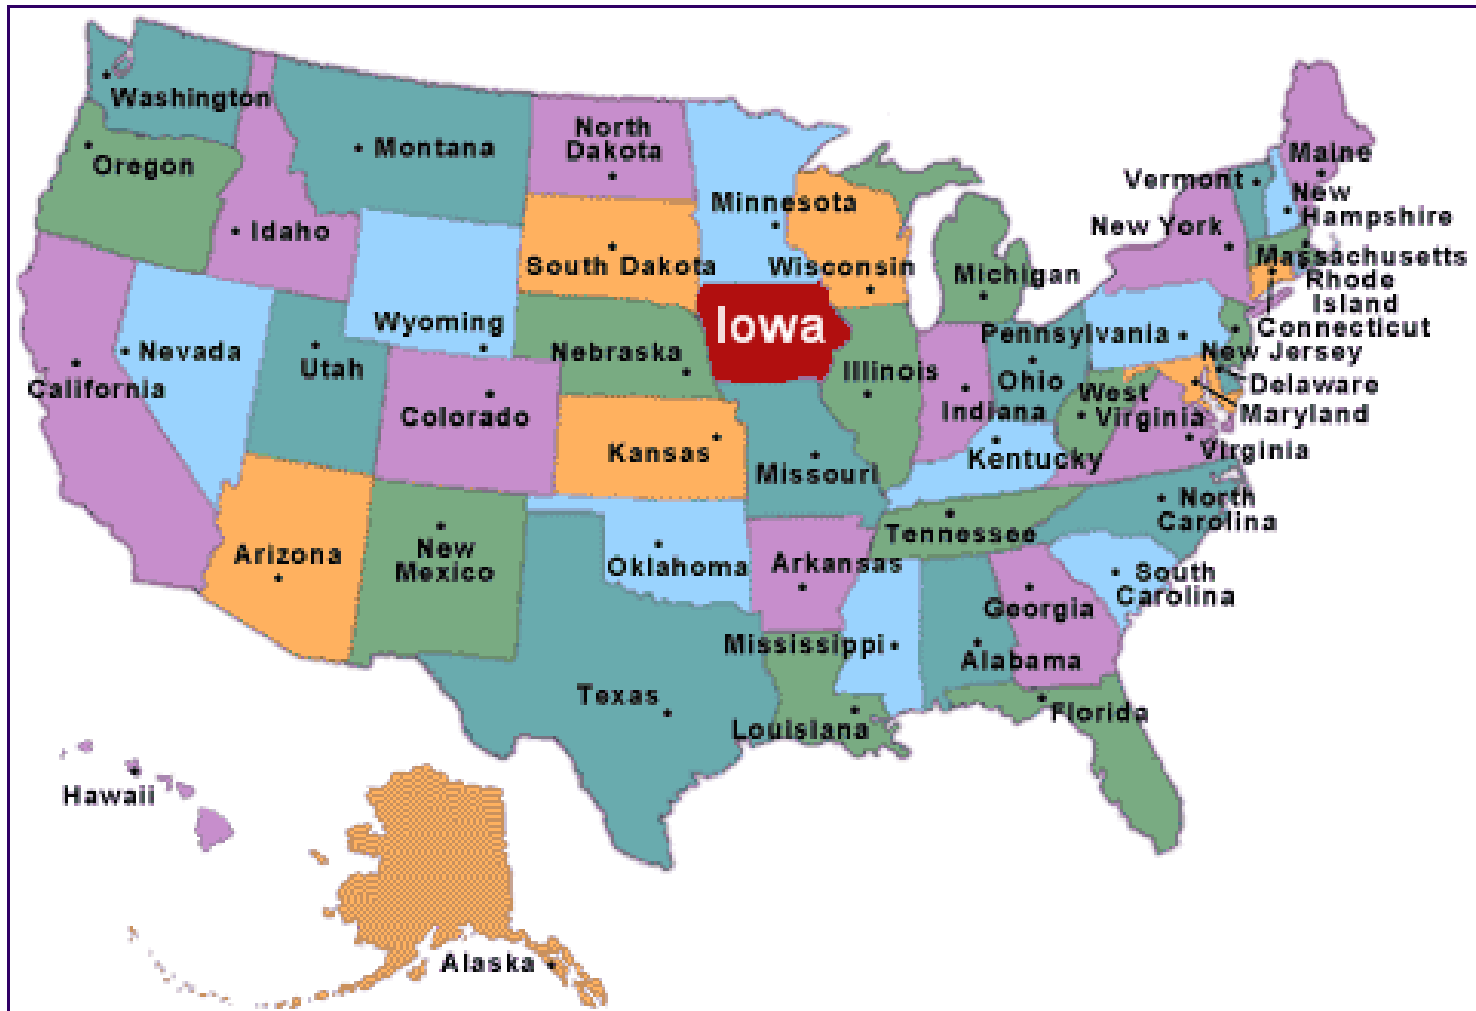 Washington
Oregon
Montana
Idaho
North
Dakota
Minnesota
South Dakota
Wisconsin
Michigan
Maine
Vermont
New
Hampshire
New York
Massachusetts
Rhode
Island
Connecticut
Pennsylvania
New Jersey
Delaware
Maryland
Wyoming
Nevada
Utah
California
Colorado
Nebraska
Iowa
Illinois
Indiana
Ohio
West
Virginia
Virginia
Kansas
Missouri
Kentucky
North
Carolina
Tennessee
Arizona
New
Mexico
Oklahoma
Arkansas
South
Carolina
Georgia
Mississippi
Alabama
Texas
Louisiana
Florida
Hawaii
Alaska